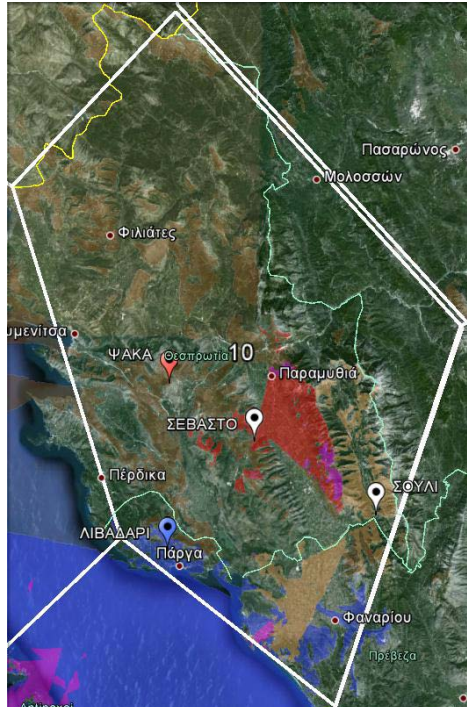 Πασαρώνος
Μολοσσών
Φιλιάτες
υμενίτσα
ΨΑΚΑ
Θεσπρωτία
10
Παραμυθιά
ΣΕΒΑΣΤΟ
Πέρδικα
ΣΟΥΛΙ
ΛΙΒΑΔΑΡΙ
Πάργα
Φαναρίου
Πρέβεζα